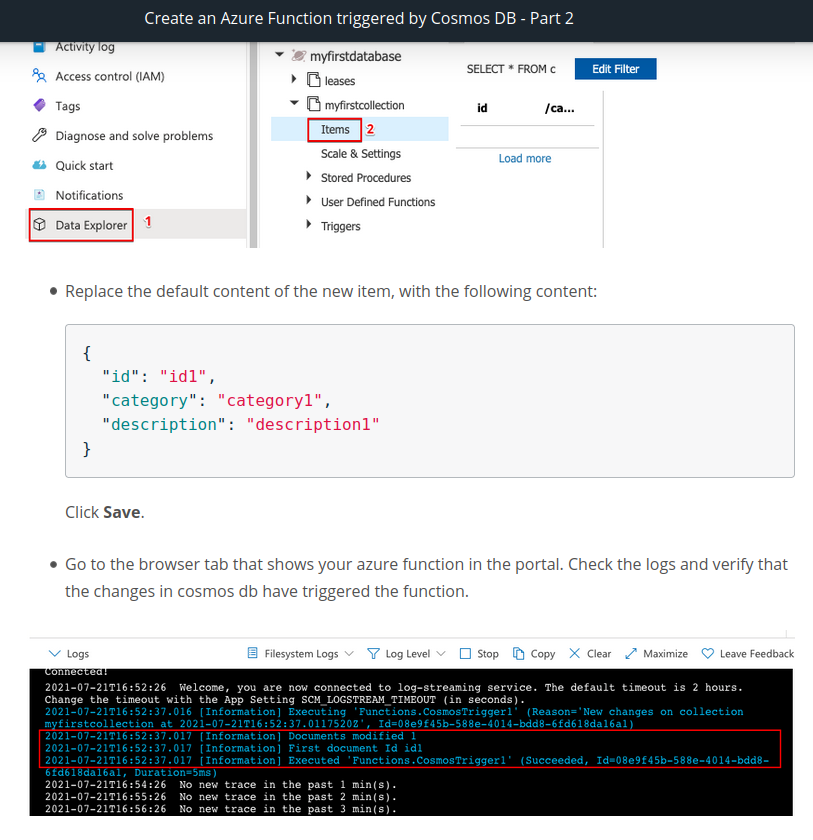 Create an Azure Function triggered by Cosmos DB - Part 2
Activity log
Access control (IAM)
Tags
Diagnose and solve problems
Quick start
Notifications
Data Explorer
1
myfirstdatabase
leases
myfirstcollection
Items
2
Scale & Settings
Stored Procedures
User Defined Functions
Triggers
SELECT * FROM c
Edit Filter
id
/ca...
Load more
Replace the default content of the new item, with the following content:
{
"id": "id1",
"category": "category1",
"description": "description1"
}
Click Save.
Go to the browser tab that shows your azure function in the portal. Check the logs and verify that
the changes in cosmos db have triggered the function.
Logs
Filesystem Logs
Log Level
Stop
Copy
Clear
Maximize
Leave Feedback
Connected!
2021-07-21T16:52:26 Welcome, you are now connected to log-streaming service. The default timeout is 2 hours.
Change the timeout with the App Setting SCM_LOGSTREAM_TIMEOUT (in seconds).
2021-07-21T16:52:37.016 [Information] Executing 'Functions.CosmosTrigger1' (Reason='New changes on collection
myfirstcollection at 2021-07-21T16:52:37.0117520Z', Id=08e9f45b-588e-4014-bdd8-6fd618da16a1)
2021-07-21T16:52:37.017 [Information] Documents modified 1
2021-07-21T16:52:37.017 [Information] First document Id id1
2021-07-21T16:52:37.017 [Information] Executed 'Functions.CosmosTrigger1' (Succeeded, Id=08e9f45b-588e-4014-bdd8-
6fd618da16a1, Duration=5ms)
2021-07-21T16:54:26 No new trace in the past 1 min(s).
2021-07-21T16:55:26 No new trace in the past 2 min(s).
2021-07-21T16:56:26 No new trace in the past 3 min(s).